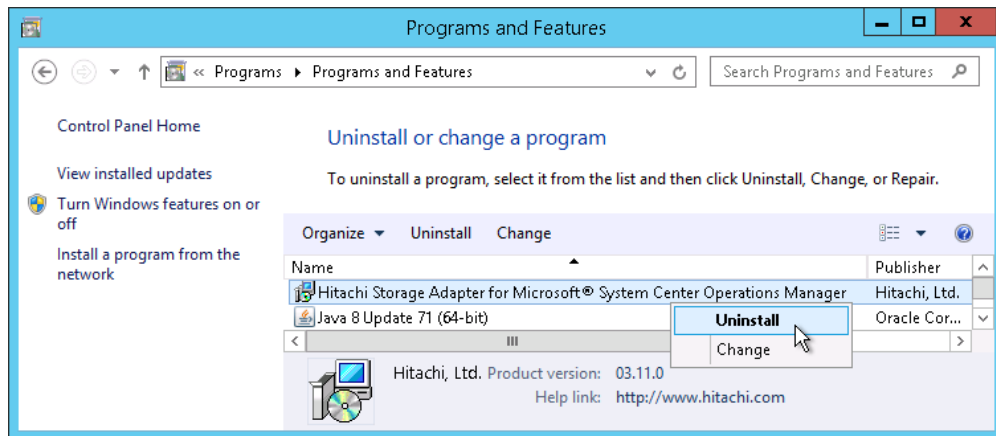 Programs and Features
« Programs ▸ Programs and Features
Search Programs and Features
Control Panel Home
View installed updates
Turn Windows features on or
off
Install a program from the
network
Uninstall or change a program
To uninstall a program, select it from the list and then click Uninstall, Change, or Repair.
Organize Uninstall Change
Name Publisher
Hitachi Storage Adapter for Microsoft® System Center Operations Manager Hitachi, Ltd.
Java 8 Update 71 (64-bit) Oracle Cor...
Uninstall
Change
Hitachi, Ltd. Product version: 03.11.0
Help link: http://www.hitachi.com